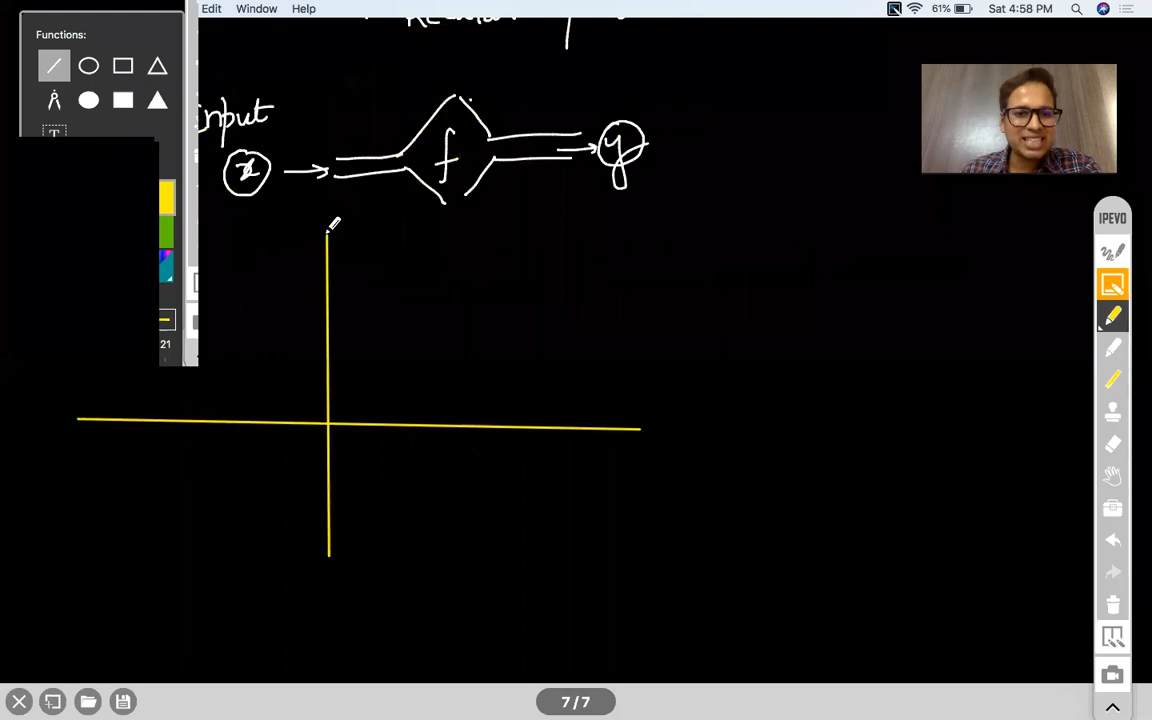 Edit Window Help 61% Sat 4:58 PM
Functions:
Input
x f y
T
21
IPEVO
7 / 7